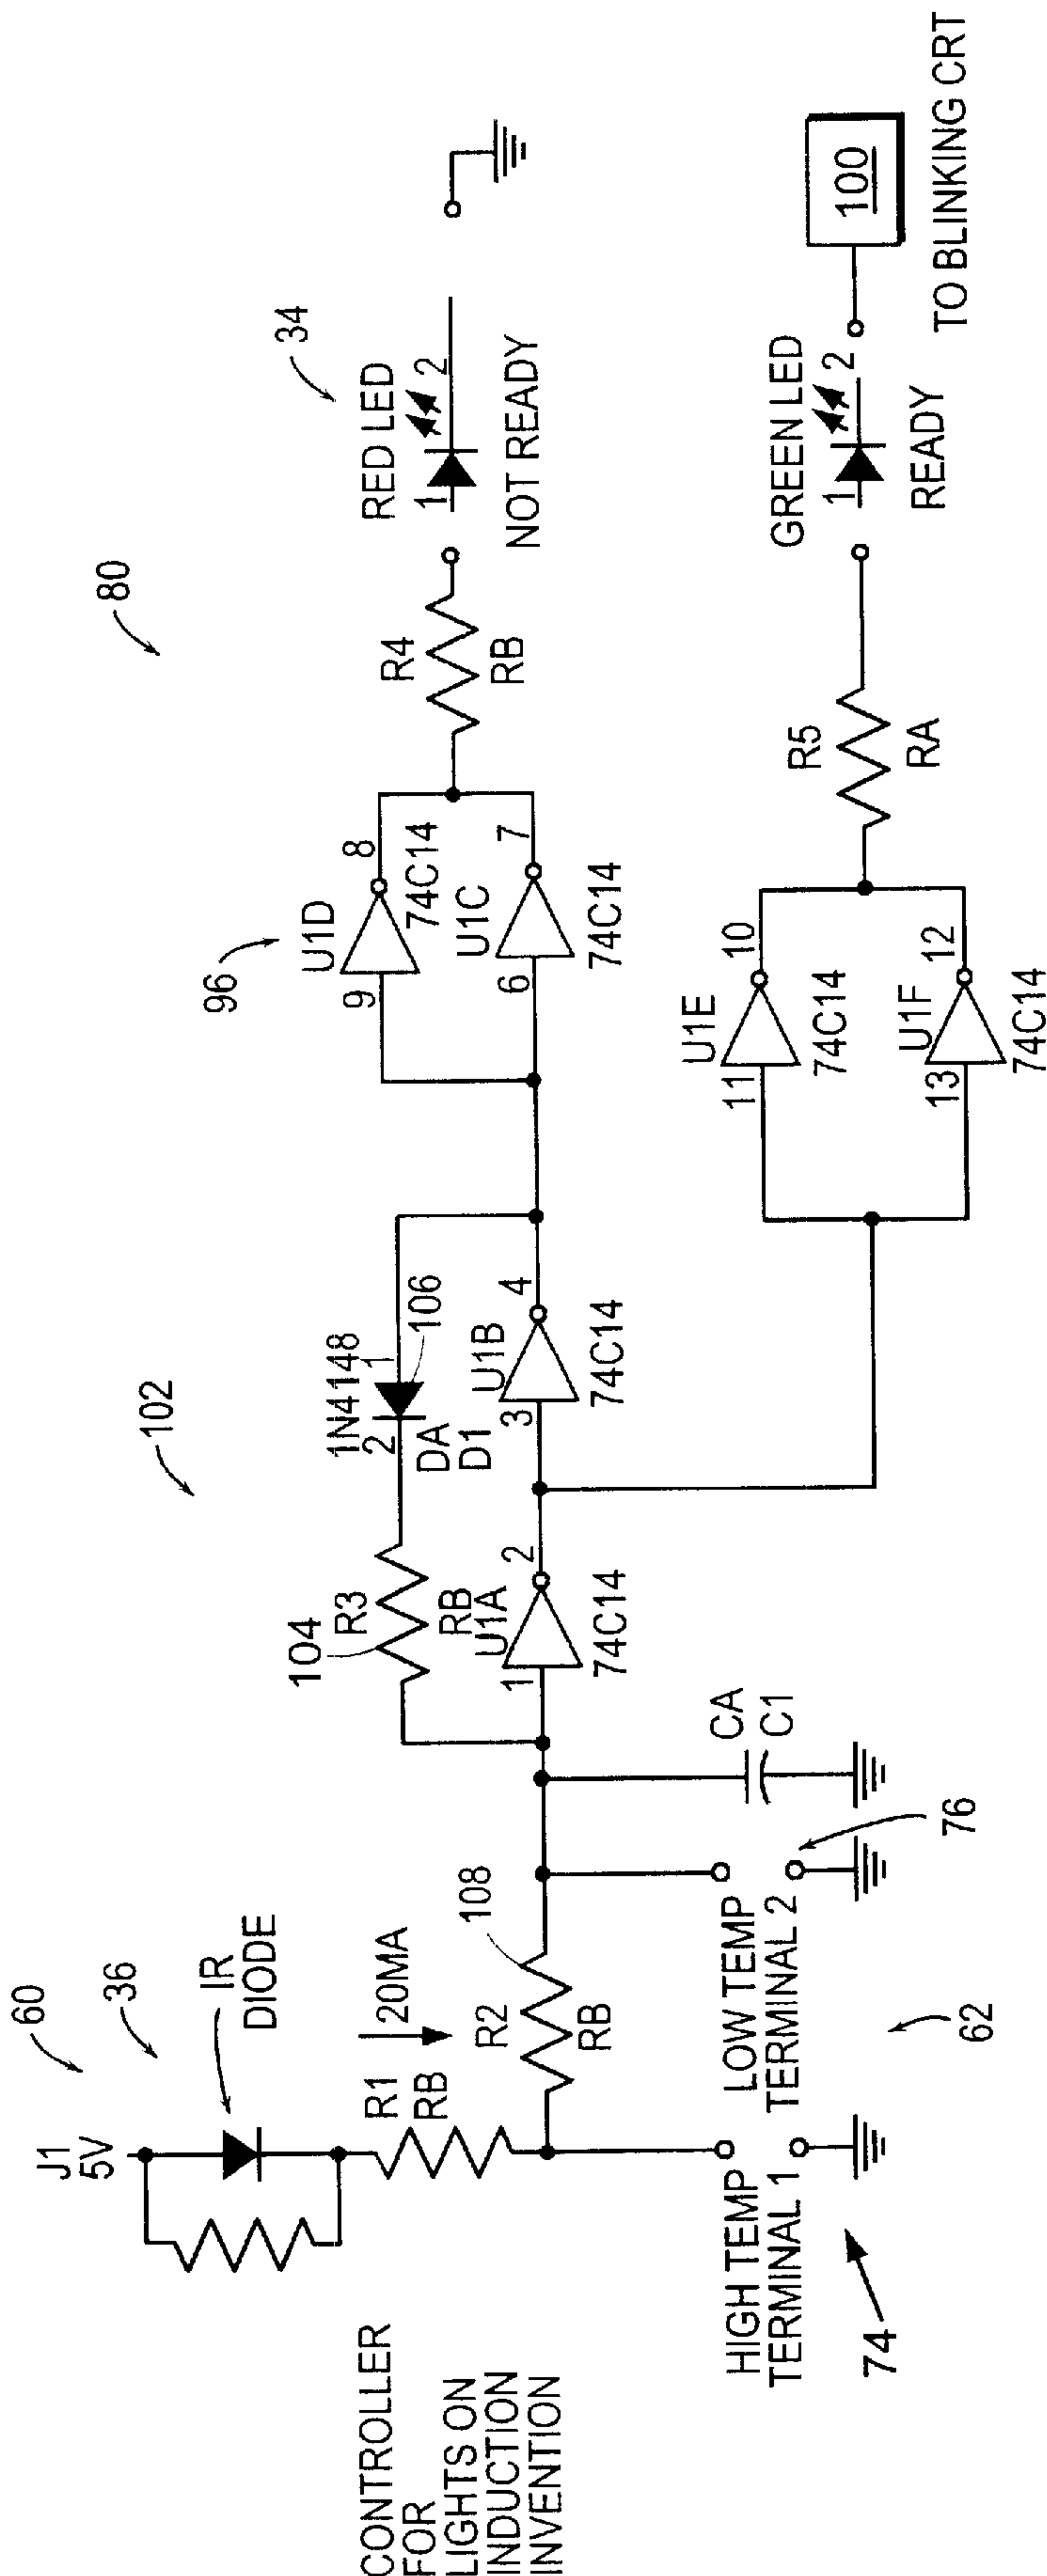 CONTROLLER
FOR
LIGHTS ON
INDUCTION
INVENTION
60
36
J1
5V
IR
DIODE
R1
RB
20MA
R2
RB
108
HIGH TEMP
TERMINAL 1
74
LOW TEMP
TERMINAL 2
76
62
CA
C1
102
104
R3
RB
1N4148
2
1
DA
D1
106
1
U1A
2
74C14
3
U1B
4
74C14
96
9
U1D
8
74C14
6
U1C
7
74C14
80
R4
RB
34
RED LED
1
2
NOT READY
11
U1E
10
74C14
13
U1F
12
74C14
R5
RA
GREEN LED
1
2
READY
100
TO BLINKING CRT